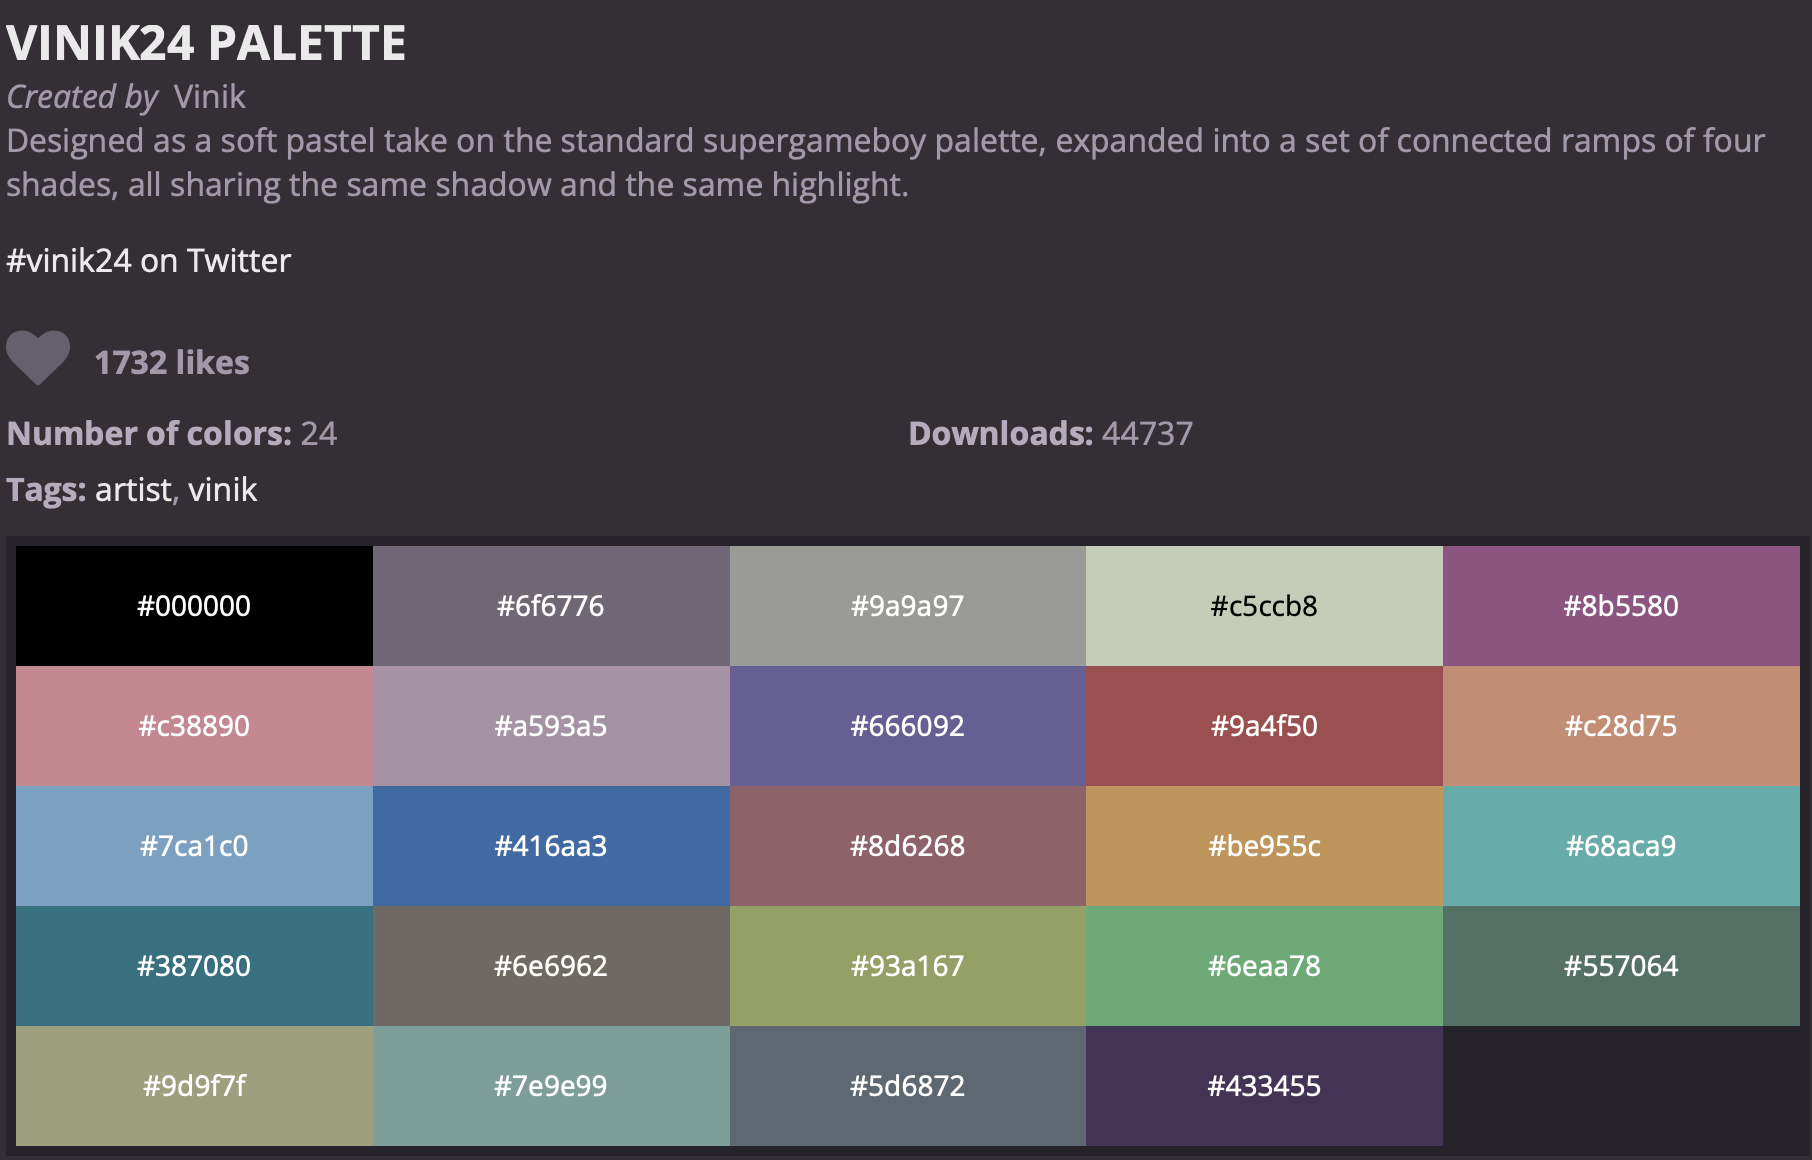 VINIK24 PALETTE
Created by Vinik
Designed as a soft pastel take on the standard supergameboy palette, expanded into a set of connected ramps of four
shades, all sharing the same shadow and the same highlight.
#vinik24 on Twitter
1732 likes
Number of colors: 24 Downloads: 44737
Tags: artist, vinik
#000000 #6f6776 #9a9a97 #c5ccb8 #8b5580
#c38890 #a593a5 #666092 #9a4f50 #c28d75
#7ca1c0 #416aa3 #8d6268 #be955c #68aca9
#387080 #6e6962 #93a167 #6eaa78 #557064
#9d9f7f #7e9e99 #5d6872 #433455